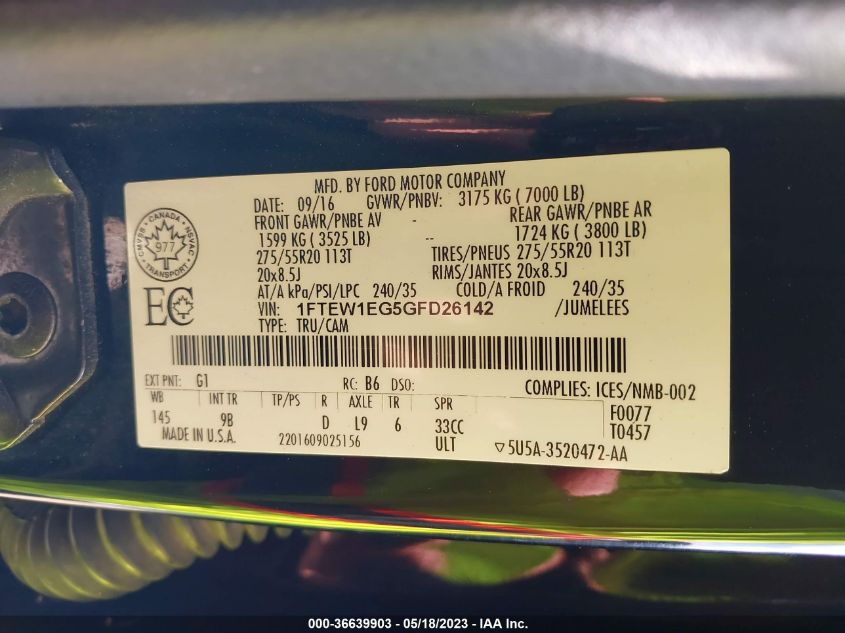 MFD. BY FORD MOTOR COMPANY
DATE: 09/16 GVWR/PNBV: 3175 KG ( 7000 LB)
FRONT GAWR/PNBE AV REAR GAWR/PNBE AR
1599 KG ( 3525 LB) -- 1724 KG ( 3800 LB)
275/55R20 113T TIRES/PNEUS 275/55R20 113T
20x8.5J RIMS/JANTES 20x8.5J
AT/A kPa/PSI/LPC 240/35 COLD/A FROID 240/35
VIN: 1FTEW1EG5GFD26142 /JUMELEES
TYPE: TRU/CAM
CANADA
CMVSS NSVAC
977
TRANSPORT
EC
EXT PNT: G1 RC: B6 DSO: COMPLIES: ICES/NMB-002
WB INT TR TP/PS R AXLE TR SPR F0077
145 9B D L9 6 33CC T0457
MADE IN U.S.A. 2201609025156 ULT ▽5U5A-3520472-AA
000-36639903 - 05/18/2023 - IAA Inc.